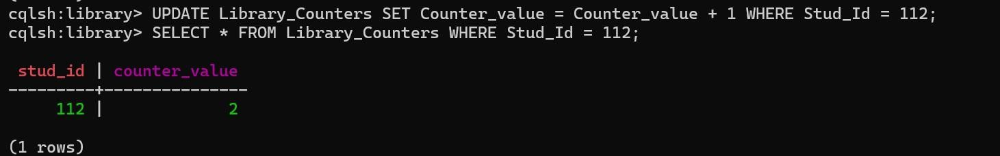 cqlsh:library> UPDATE Library_Counters SET Counter_value = Counter_value + 1 WHERE Stud_Id = 112;
cqlsh:library> SELECT * FROM Library_Counters WHERE Stud_Id = 112;
stud_id | counter_value
---------+---------------
112 | 2
(1 rows)